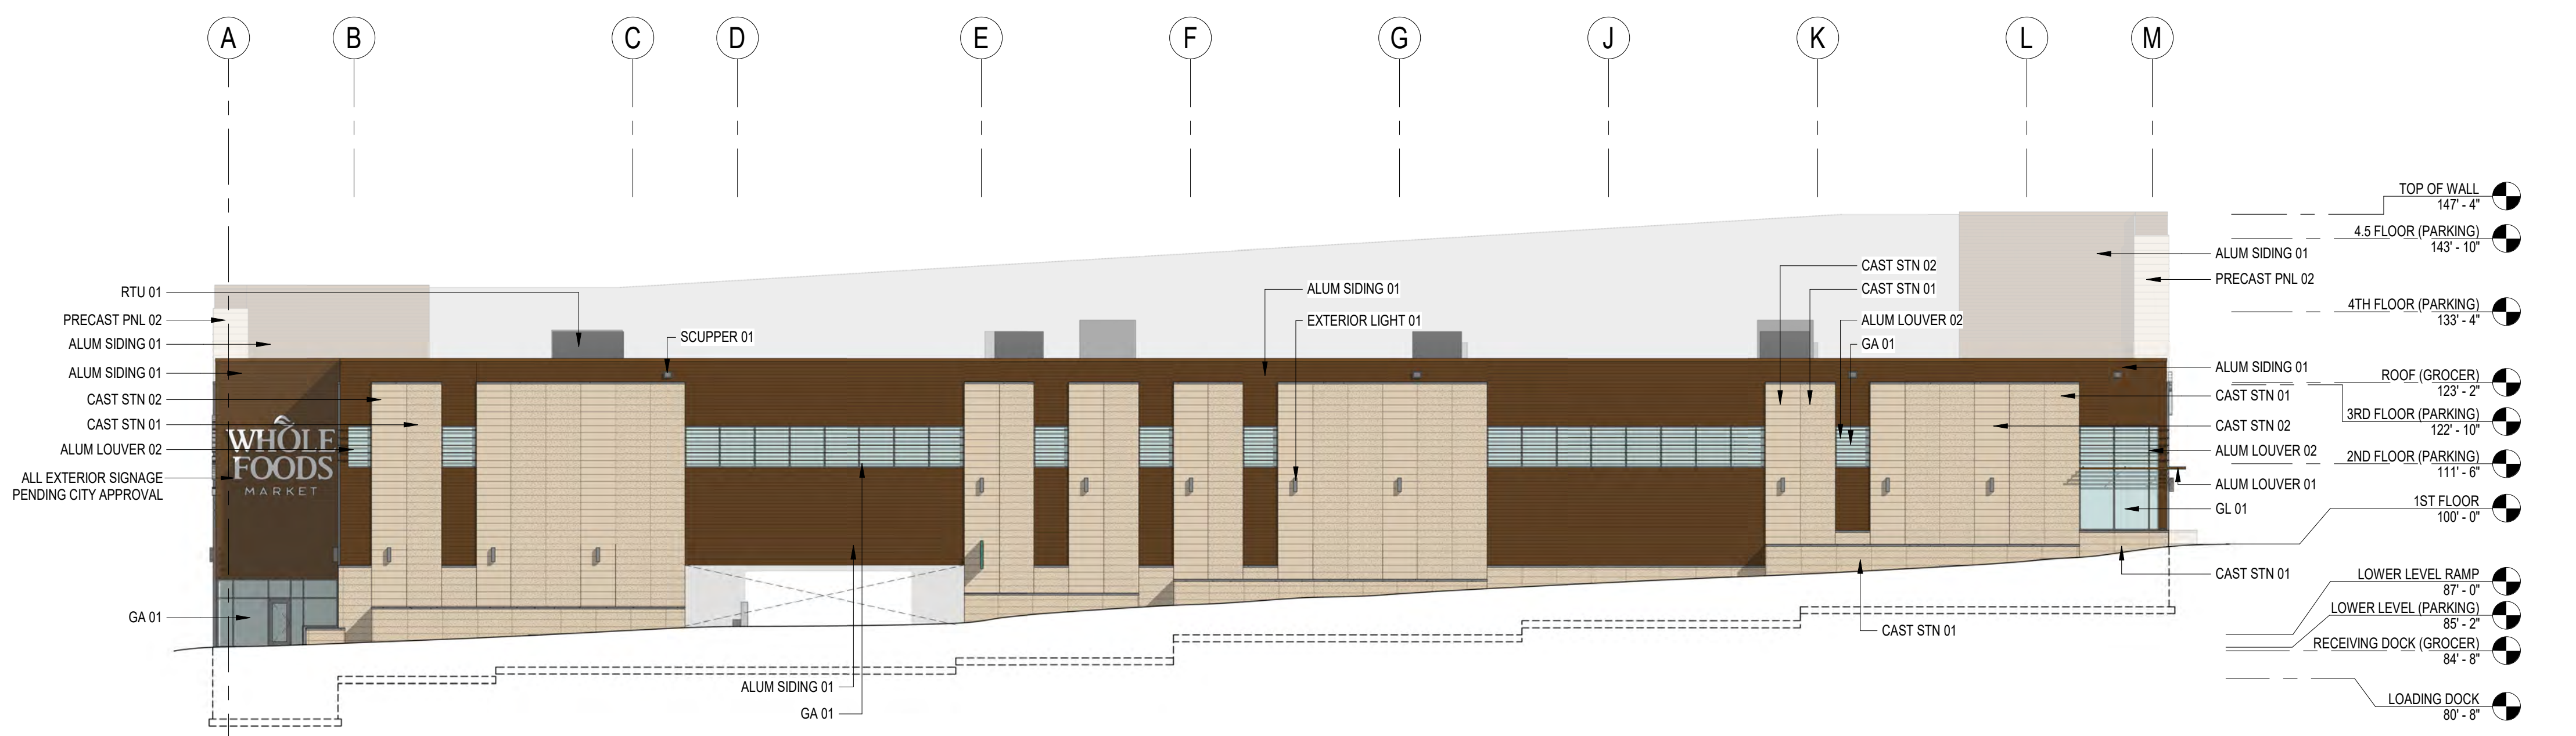 A
B
C
D
E
F
G
J
K
L
M
TOP OF WALL
147' - 4"
4.5 FLOOR (PARKING)
143' - 10"
4TH FLOOR (PARKING)
133' - 4"
ROOF (GROCER)
123' - 2"
3RD FLOOR (PARKING)
122' - 10"
2ND FLOOR (PARKING)
111' - 6"
1ST FLOOR
100' - 0"
LOWER LEVEL RAMP
87' - 0"
LOWER LEVEL (PARKING)
85' - 2"
RECEIVING DOCK (GROCER)
84' - 8"
LOADING DOCK
80' - 8"
RTU 01
PRECAST PNL 02
ALUM SIDING 01
ALUM SIDING 01
CAST STN 02
CAST STN 01
ALUM LOUVER 02
ALL EXTERIOR SIGNAGE
PENDING CITY APPROVAL
GA 01
WHOLE
FOODS
MARKET
SCUPPER 01
ALUM SIDING 01
GA 01
ALUM SIDING 01
EXTERIOR LIGHT 01
CAST STN 02
CAST STN 01
ALUM LOUVER 02
GA 01
CAST STN 01
ALUM SIDING 01
PRECAST PNL 02
ALUM SIDING 01
CAST STN 01
CAST STN 02
ALUM LOUVER 02
ALUM LOUVER 01
GL 01
CAST STN 01